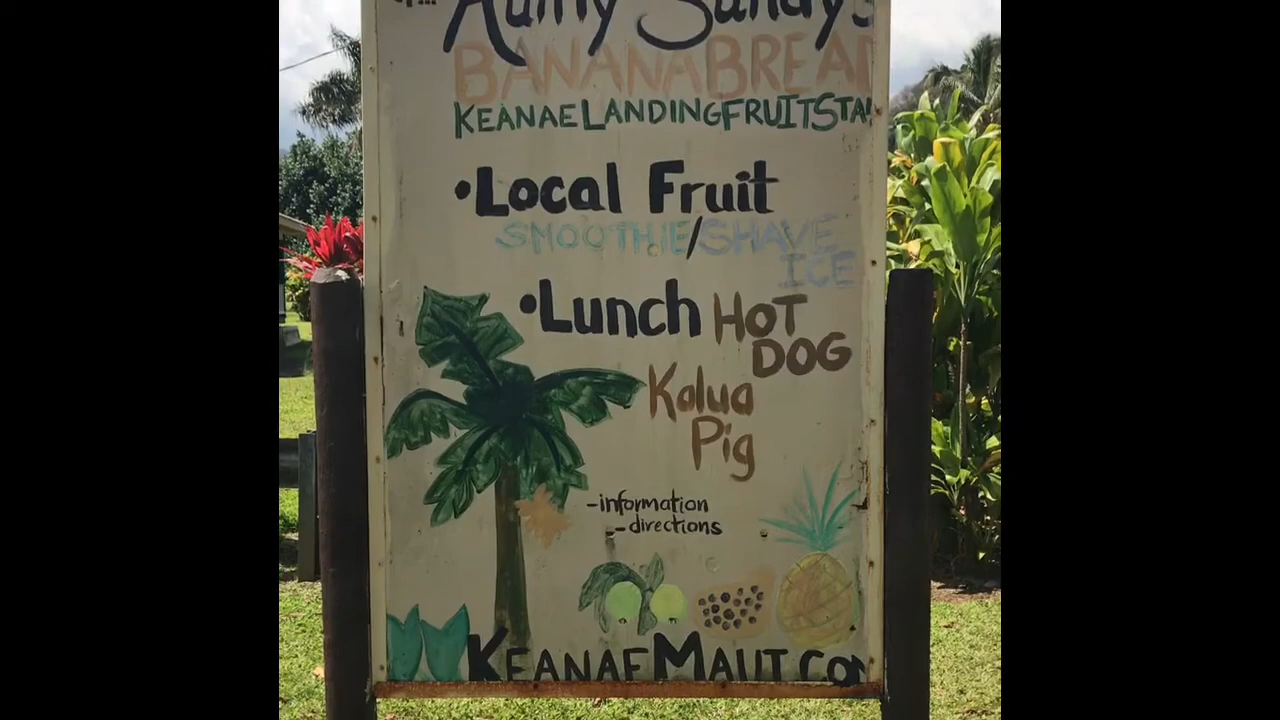 Aunty Sandy's
BANANA BREAD
KEANAE LANDING FRUIT STA
•Local Fruit
SMOOTHIE/SHAVE
ICE
•Lunch HOT
DOG
Kalua
Pig
-information
-directions
KEANAE MAUI.COM